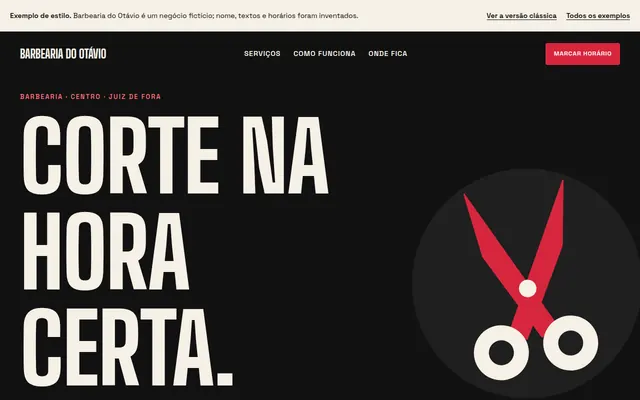 Exemplo de estilo. Barbearia do Otávio é um negócio fictício; nome, textos e horários foram inventados.
Ver a versão clássica
Todos os exemplos
BARBEARIA DO OTÁVIO
SERVIÇOS
COMO FUNCIONA
ONDE FICA
MARCAR HORÁRIO
BARBEARIA · CENTRO · JUIZ DE FORA
CORTE NA
HORA
CERTA.